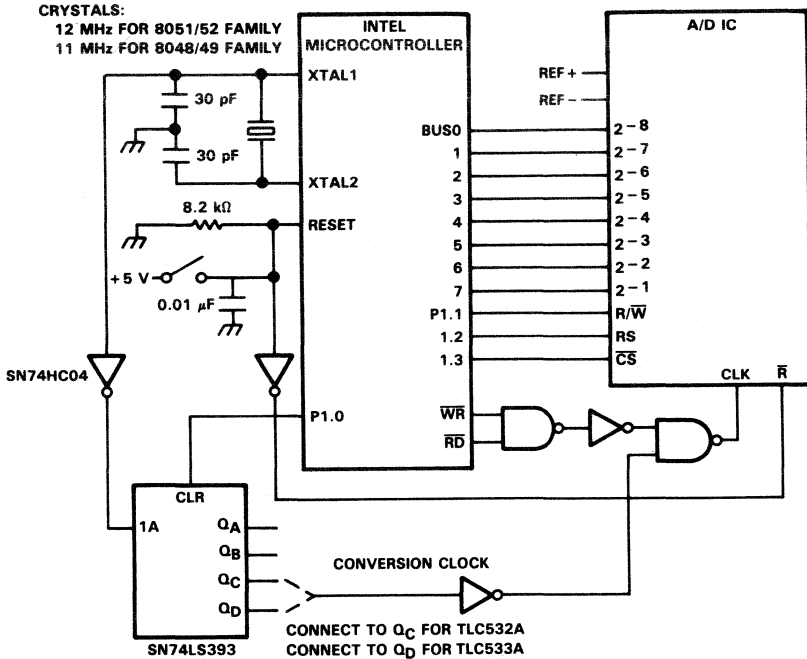 CRYSTALS:
12 MHz FOR 8051/52 FAMILY
11 MHz FOR 8048/49 FAMILY
INTEL
MICROCONTROLLER
A/D IC
XTAL1
30 pF
30 pF
XTAL2
8.2 kΩ
RESET
+5 V
0.01 µF
REF+
REF−
BUS0
1
2
3
4
5
6
7
P1.1
1.2
1.3
2−8
2−7
2−6
2−5
2−4
2−3
2−2
2−1
R/W̅
RS
C̅S̅
CLK
R̅
SN74HC04
P1.0
W̅R̅
R̅D̅
CLR
1A
QA
QB
QC
QD
SN74LS393
CONVERSION CLOCK
CONNECT TO QC FOR TLC532A
CONNECT TO QD FOR TLC533A